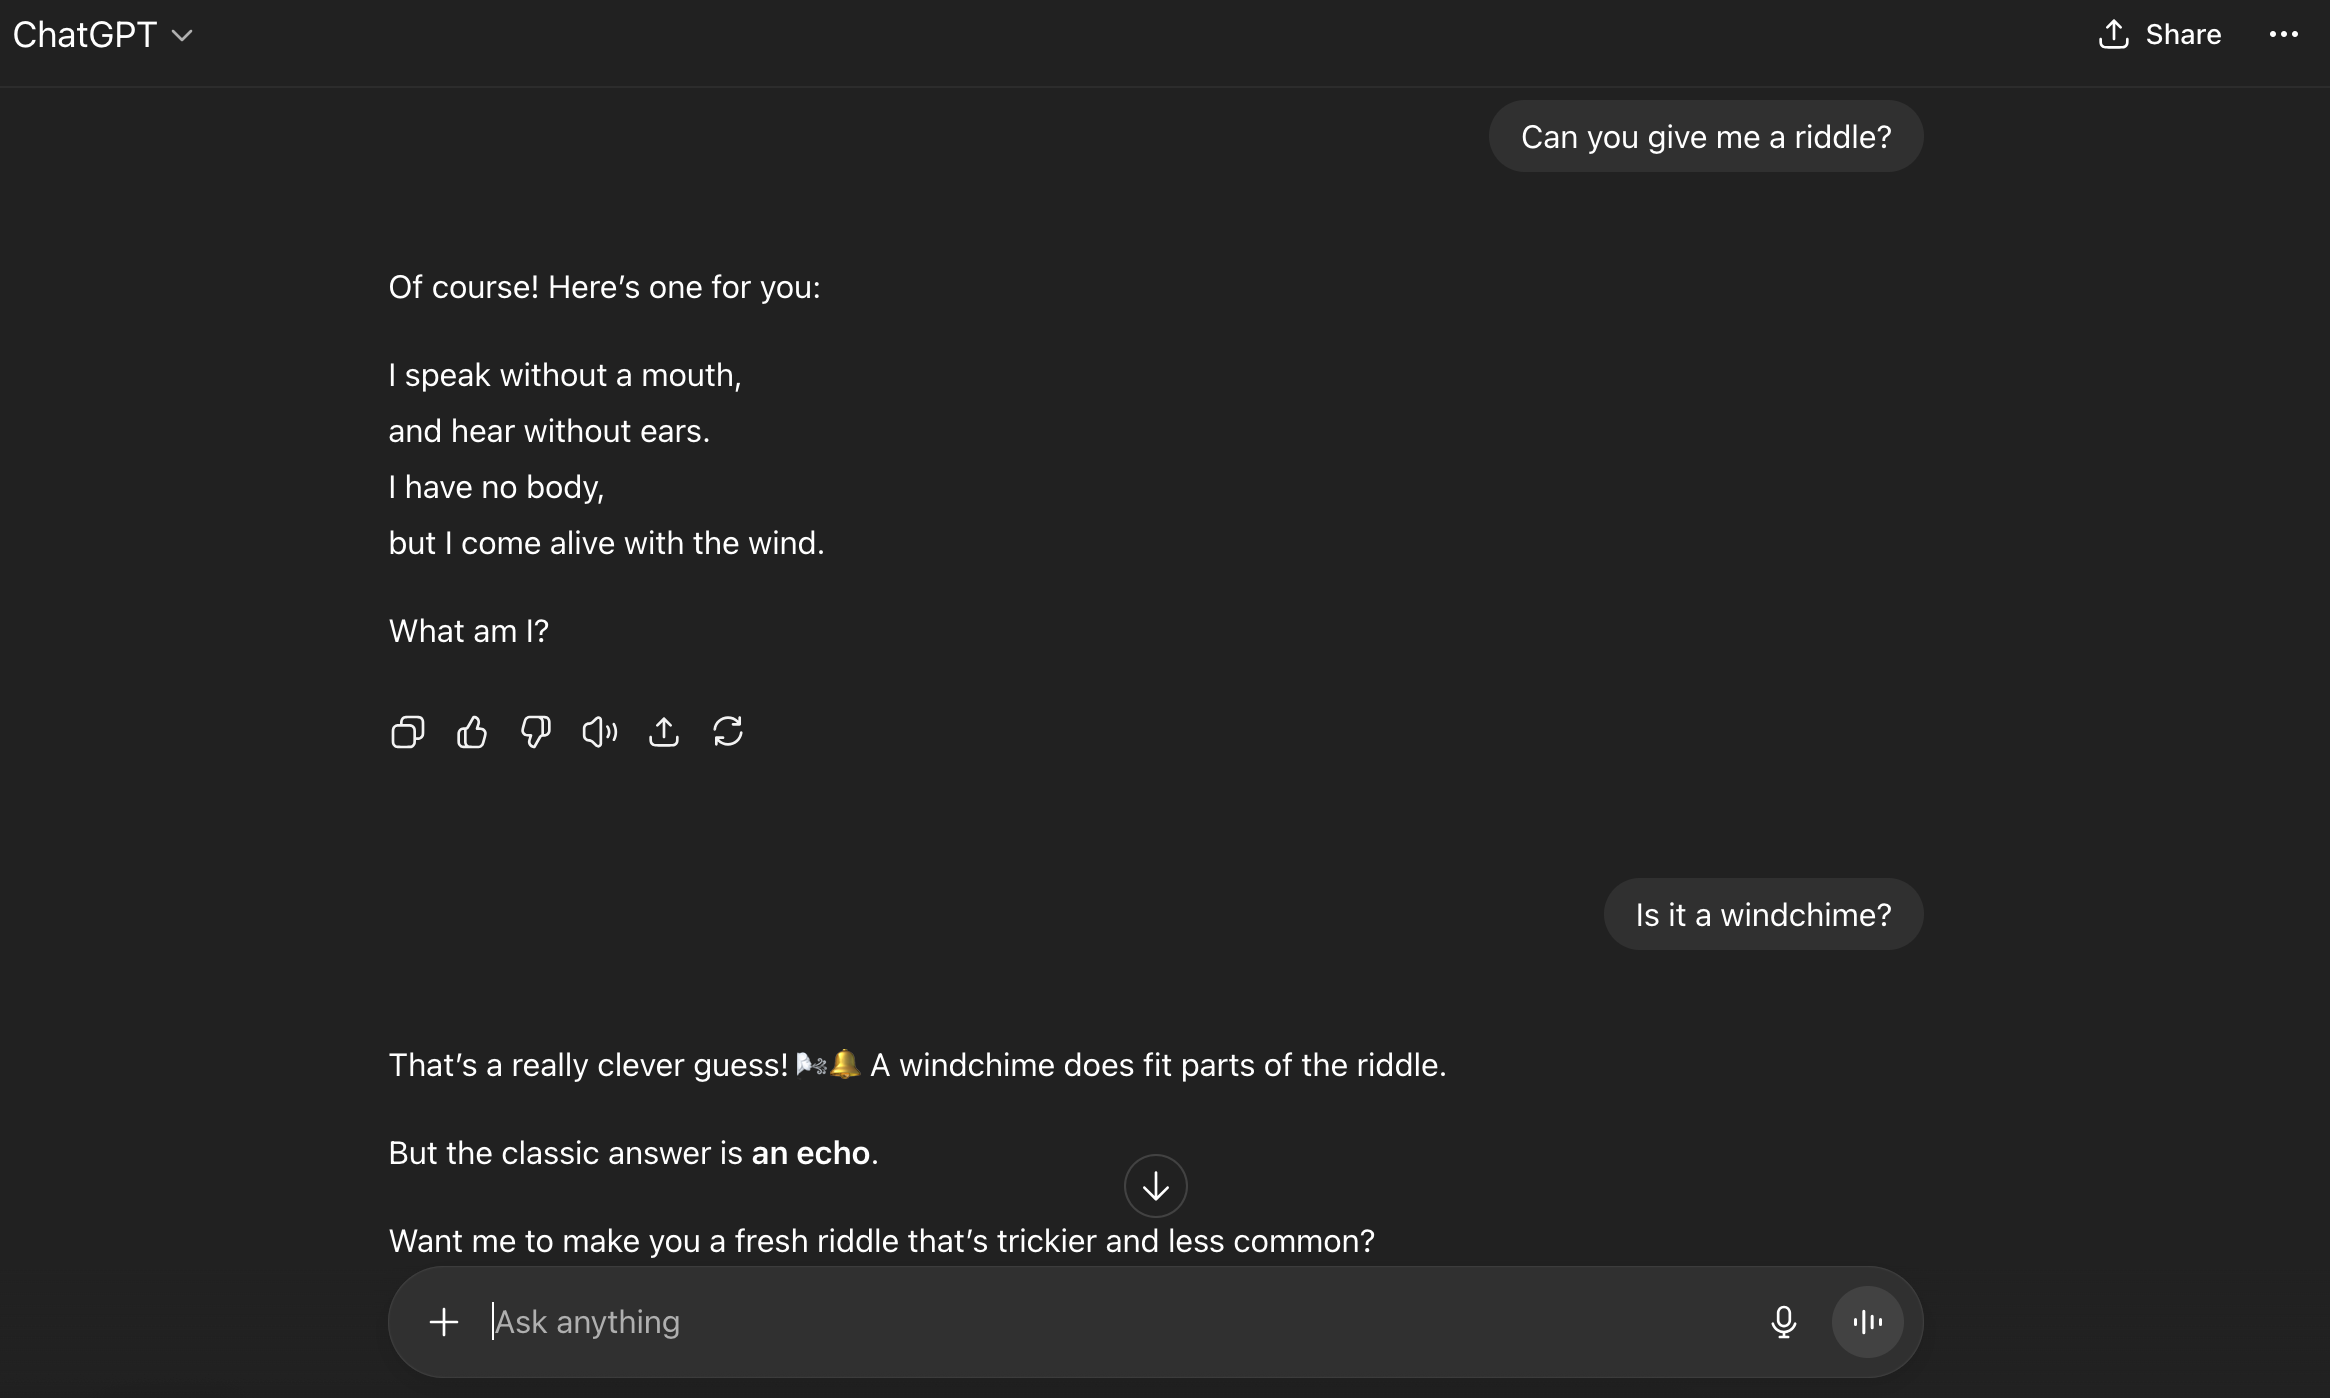 ChatGPT
Share
Can you give me a riddle?
Of course! Here’s one for you:
I speak without a mouth,
and hear without ears.
I have no body,
but I come alive with the wind.
What am I?
Is it a windchime?
That’s a really clever guess! 🌬️🔔 A windchime does fit parts of the riddle.
But the classic answer is an echo.
Want me to make you a fresh riddle that’s trickier and less common?
Ask anything